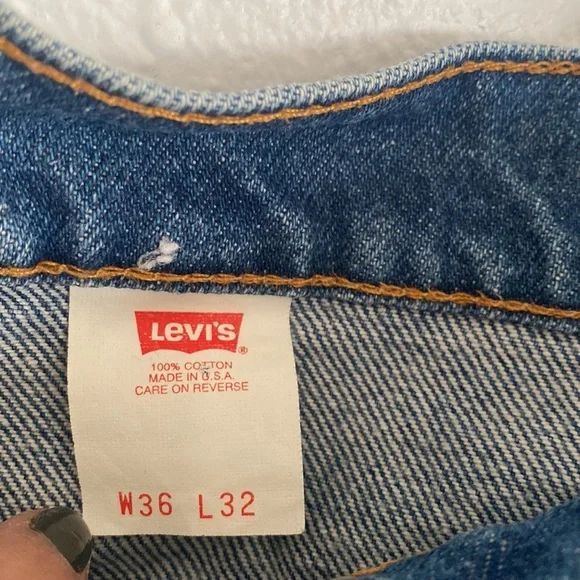 LEVI'S ®
100% COTTON
MADE IN U.S.A.
CARE ON REVERSE
W36 L32